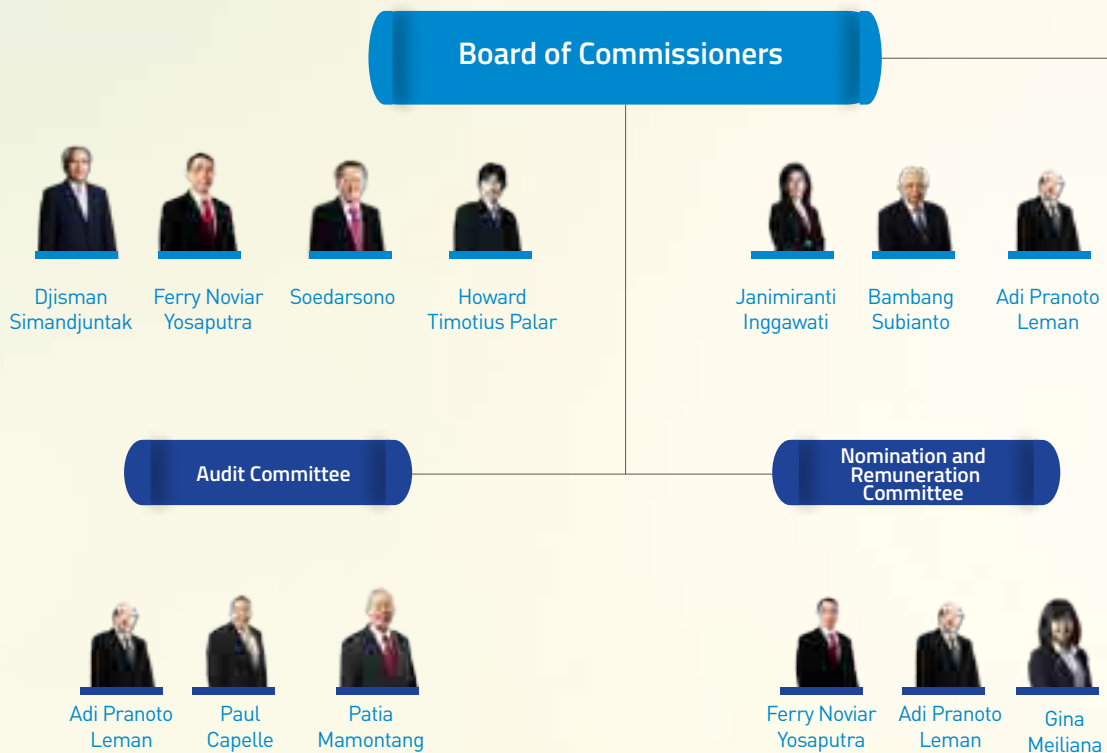 Board of Commissioners
Djisman
Simandjuntak
Ferry Noviar
Yosaputra
Soedarsono
Howard
Timotius Palar
Janimiranti
Inggawati
Bambang
Subianto
Adi Pranoto
Leman
Audit Committee
Nomination and
Remuneration
Committee
Adi Pranoto
Leman
Paul
Capelle
Patia
Mamontang
Ferry Noviar
Yosaputra
Adi Pranoto
Leman
Gina
Meiliana